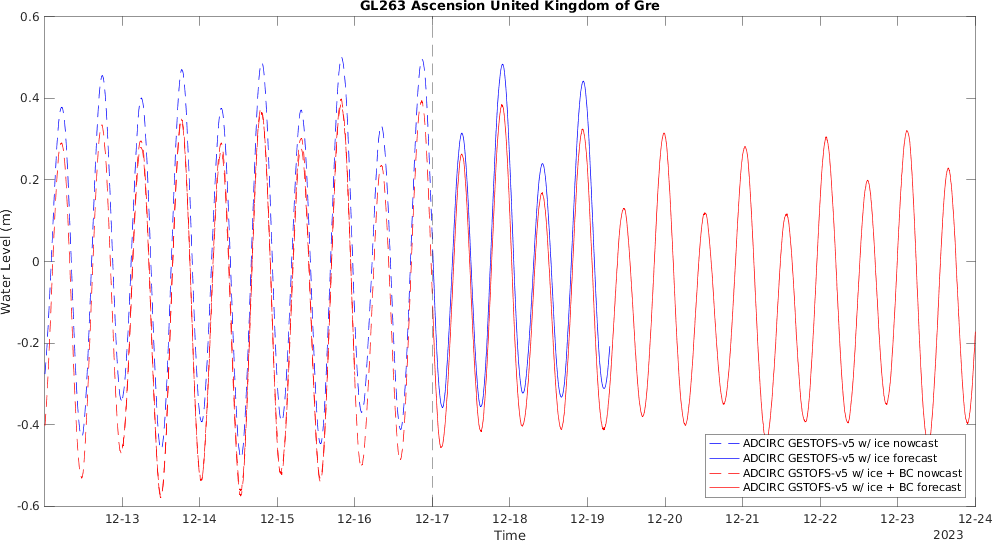 GL263 Ascension United Kingdom of Gre
0.6
0.4
0.2
0
-0.2
-0.4
-0.6
Water Level (m)
12-13
12-14
12-15
12-16
12-17
12-18
12-19
12-20
12-21
12-22
12-23
12-24
Time
2023
ADCIRC GESTOFS-v5 w/ ice nowcast
ADCIRC GESTOFS-v5 w/ ice forecast
ADCIRC GSTOFS-v5 w/ ice + BC nowcast
ADCIRC GSTOFS-v5 w/ ice + BC forecast